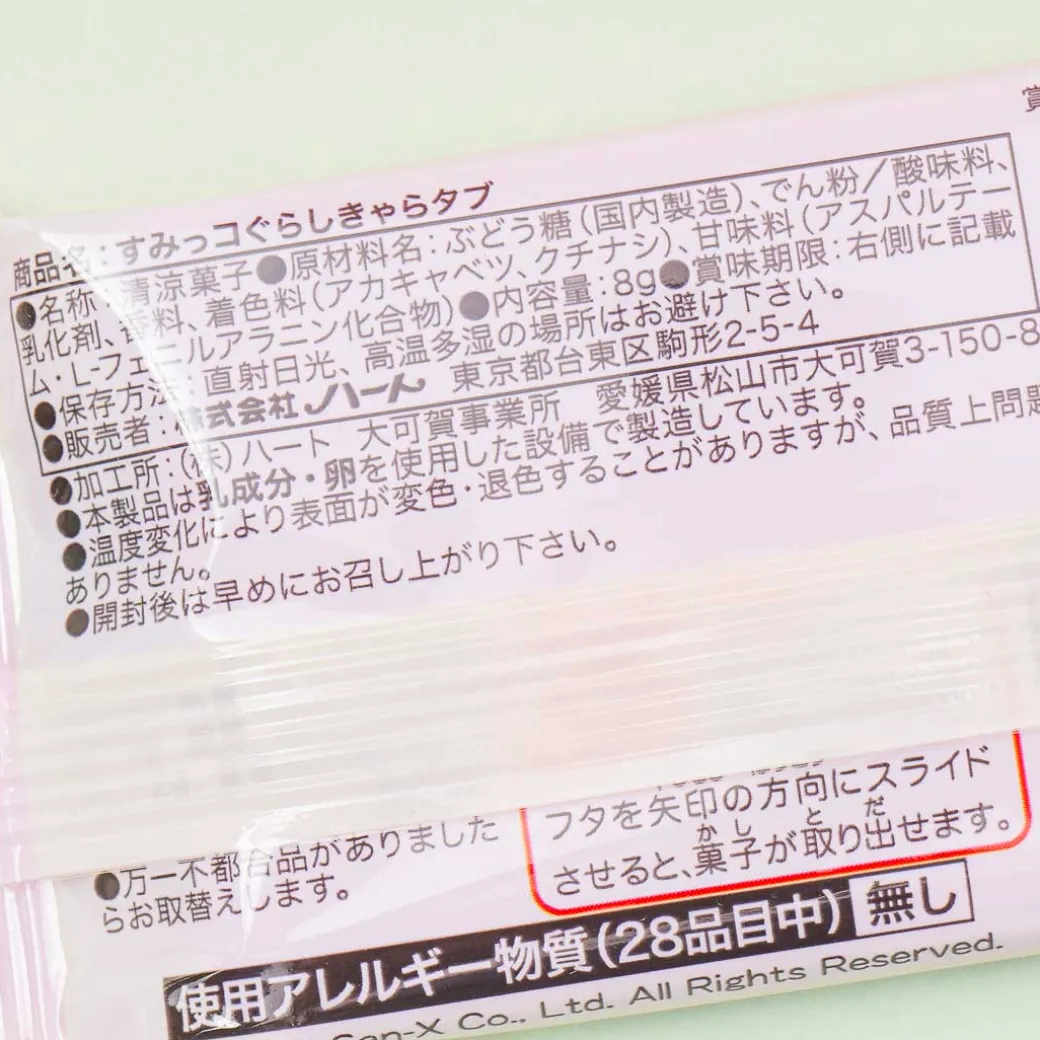 賞
商品名：すみっコぐらしきゃらタブ
●名称：清涼菓子●原材料名：ぶどう糖（国内製造）、でん粉／酸味料、
乳化剤、香料、着色料（アカキャベツ、クチナシ）、甘味料（アスパルテー
ム・L-フェニルアラニン化合物）●内容量：8g●賞味期限：右側に記載
●保存方法：直射日光、高温多湿の場所はお避け下さい。
●販売者：株式会社ハート 東京都台東区駒形2-5-4
●加工所：（株）ハート 大可賀事業所 愛媛県松山市大可賀3-150-8
●本製品は乳成分・卵を使用した設備で製造しています。
●温度変化により表面が変色・退色することがありますが、品質上問題
ありません。
●開封後は早めにお召し上がり下さい。
●万一不都合品がありました
らお取替えします。
フタを矢印の方向にスライド
かし と だ
させると、菓子が取り出せます。
使用アレルギー物質（28品目中） 無し
San-X Co., Ltd. All Rights Reserved.